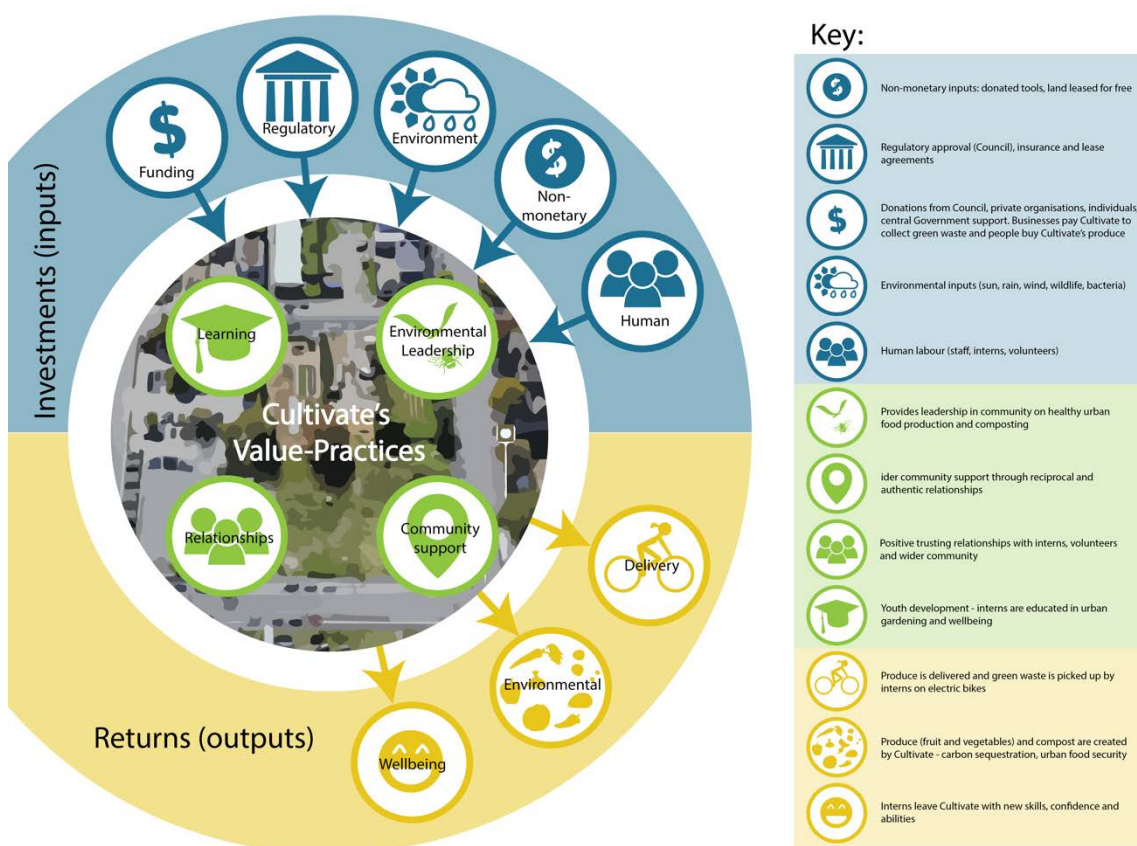 Funding
Regulatory
Environment
Non-
monetary
Human
Investments (inputs)
Learning
Environmental
Leadership
Cultivate's
Value-Practices
Relationships
Community
support
Delivery
Environmental
Wellbeing
Returns (outputs)
Key:
Non-monetary inputs: donated tools, land leased for free
Regulatory approval (Council), insurance and lease
agreements
Donations from Council, private organisations, individuals,
central Government support. Businesses pay Cultivate to
collect green waste and people buy Cultivate's produce
Environmental inputs (sun, rain, wind, wildlife, bacteria)
Human labour (staff, interns, volunteers)
Provides leadership in community on healthy urban
food production and composting
ider community support through reciprocal and
authentic relationships
Positive trusting relationships with interns, volunteers
and wider community
Youth development - interns are educated in urban
gardening and wellbeing
Produce is delivered and green waste is picked up by
interns on electric bikes
Produce (fruit and vegetables) and compost are created
by Cultivate - carbon sequestration, urban food security
Interns leave Cultivate with new skills, confidence and
abilities